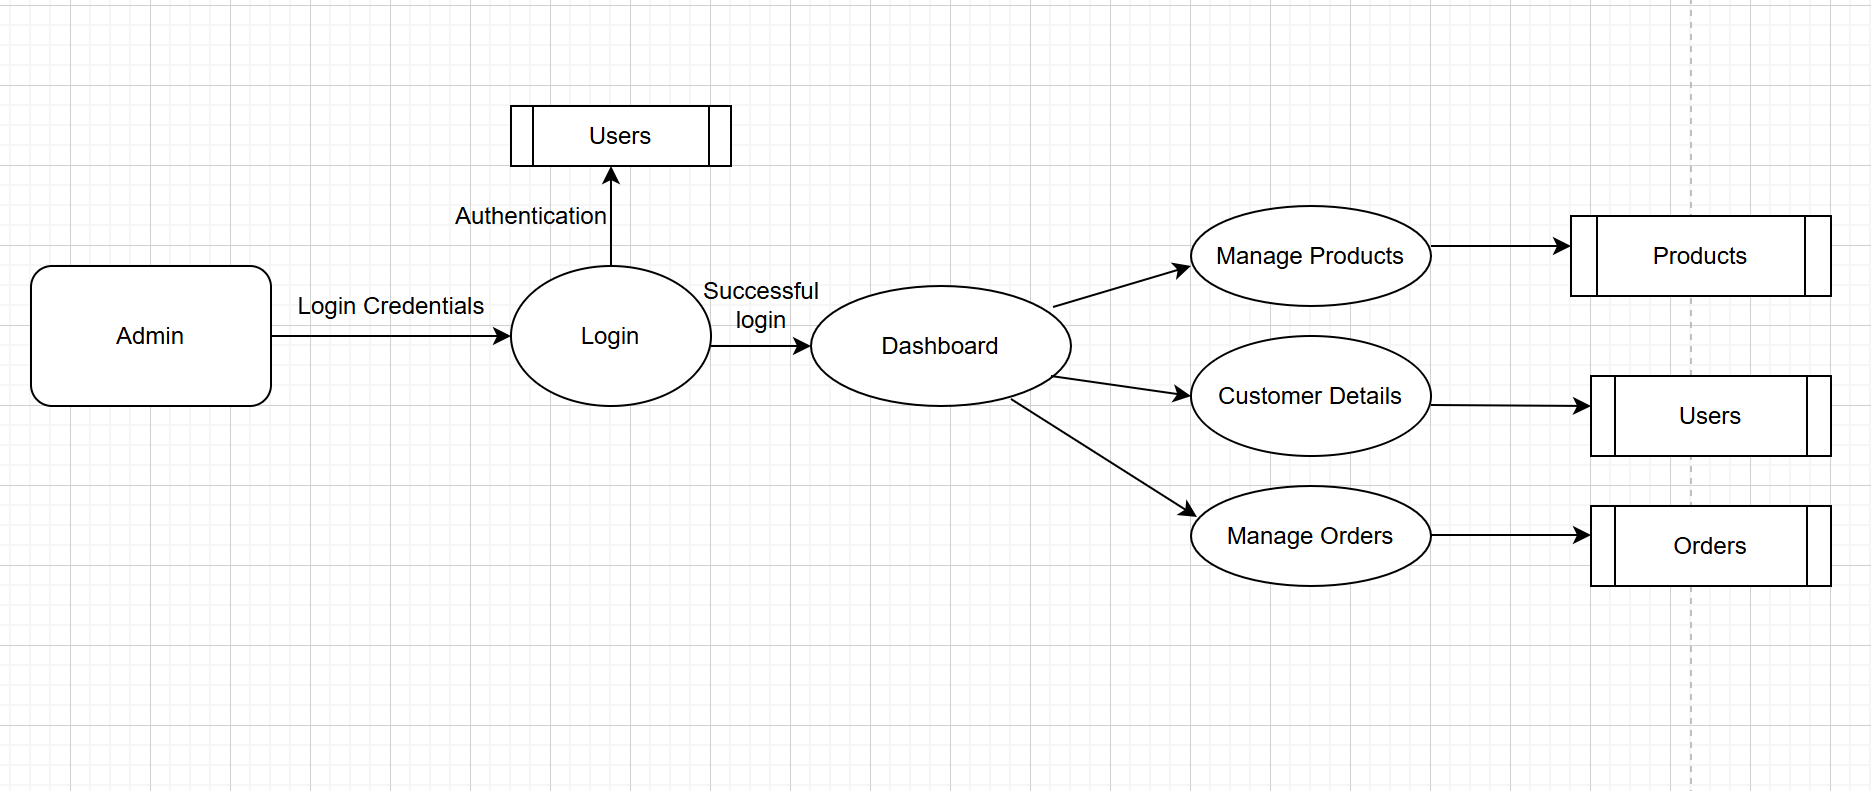 Users
Authentication
Admin
Login Credentials
Login
Successful
login
Dashboard
Manage Products
Products
Customer Details
Users
Manage Orders
Orders